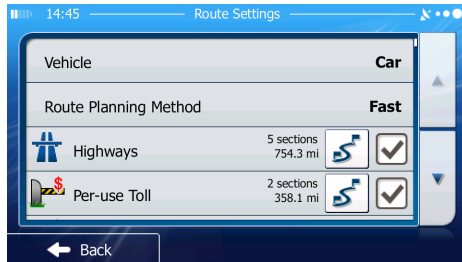 14:45 Route Settings
Vehicle Car
Route Planning Method Fast
Highways 5 sections 754.3 mi
$ Per-use Toll 2 sections 358.1 mi
Back